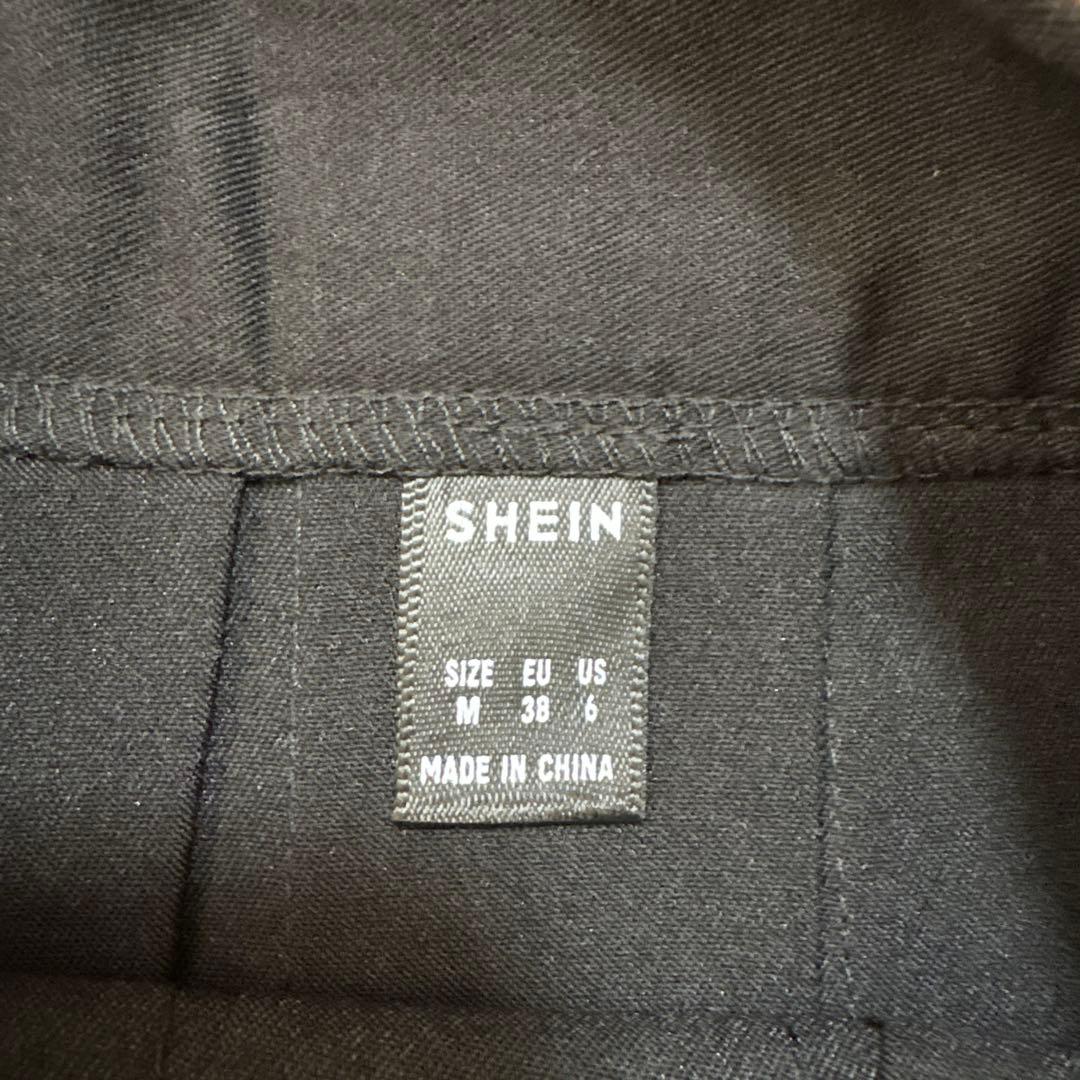 SHEIN
SIZE EU US
M 38 6
MADE IN CHINA